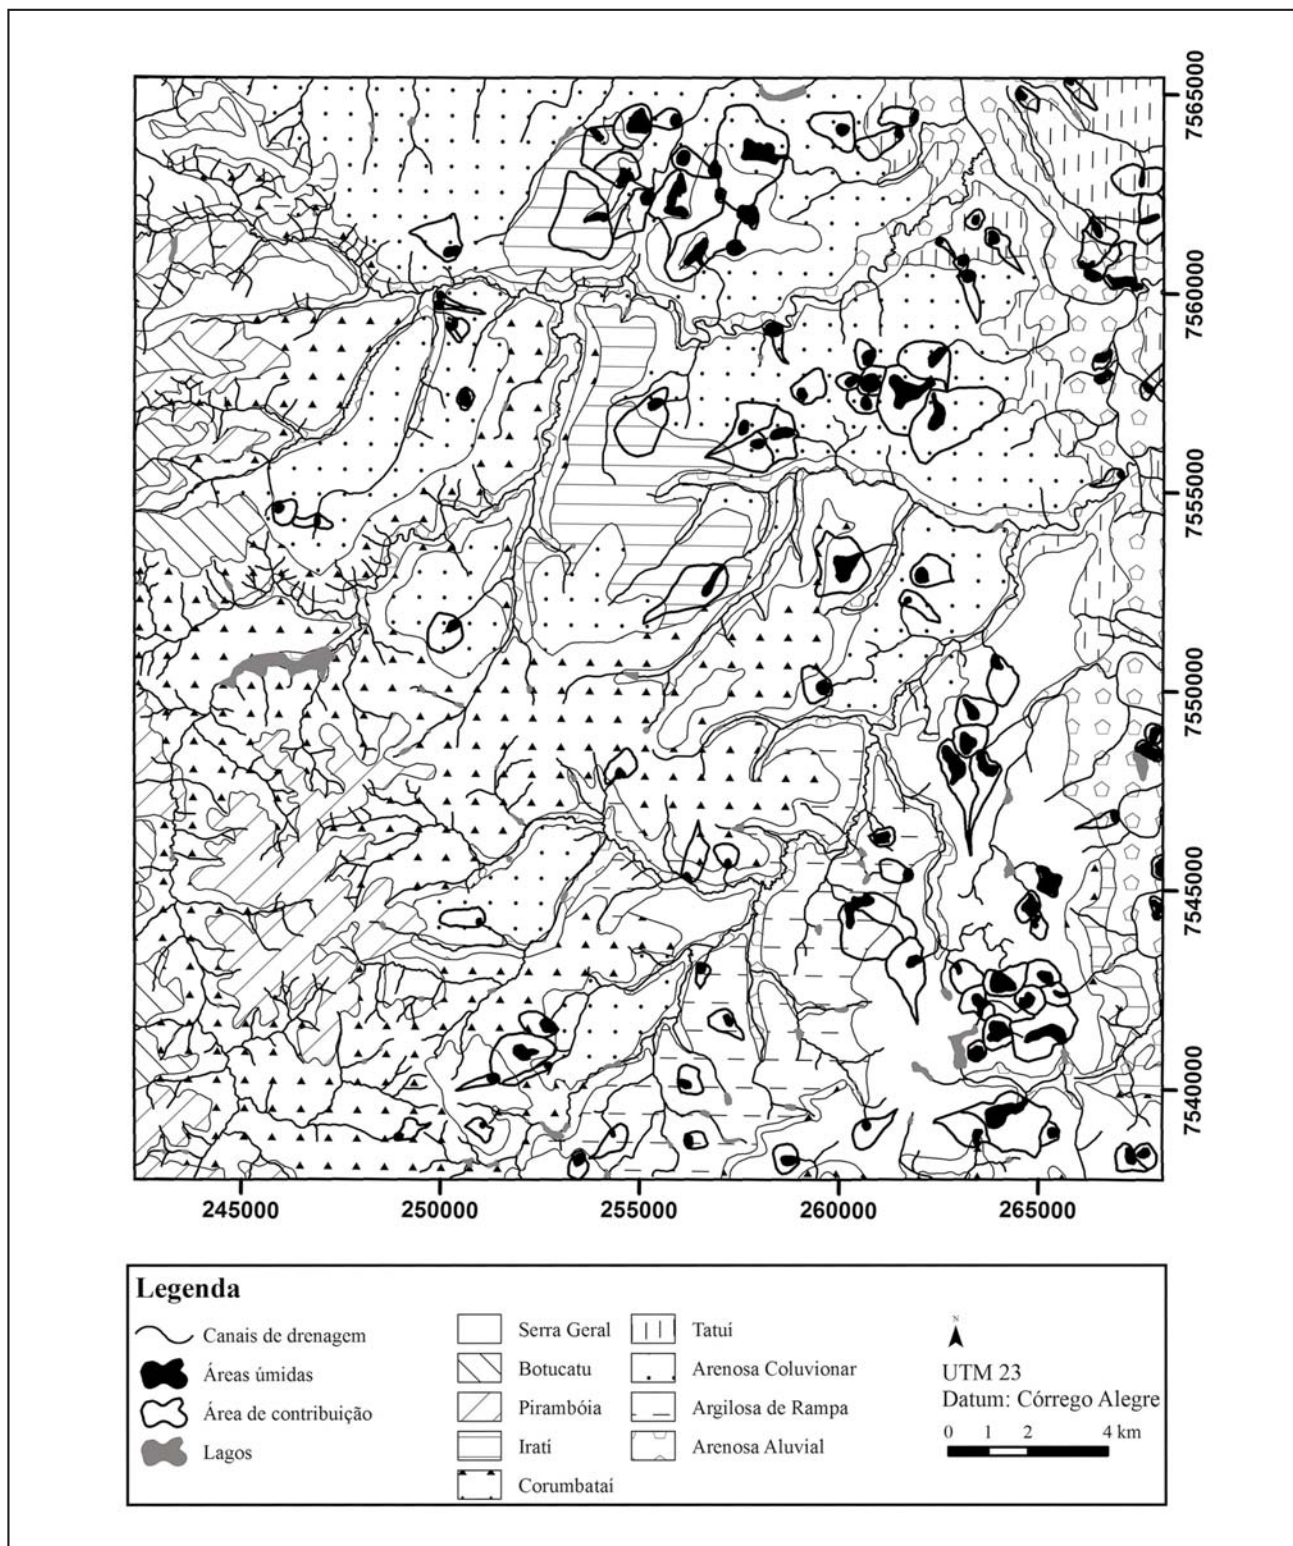 7565000
7560000
7555000
7550000
7545000
7540000
245000 250000 255000 260000 265000
Legenda
Canais de drenagem
Áreas úmidas
Área de contribuição
Lagos
Serra Geral
Botucatu
Pirambóia
Iratí
Corumbataí
Tatuí
Arenosa Coluvionar
Argilosa de Rampa
Arenosa Aluvial
N
UTM 23
Datum: Córrego Alegre
0 1 2 4 km